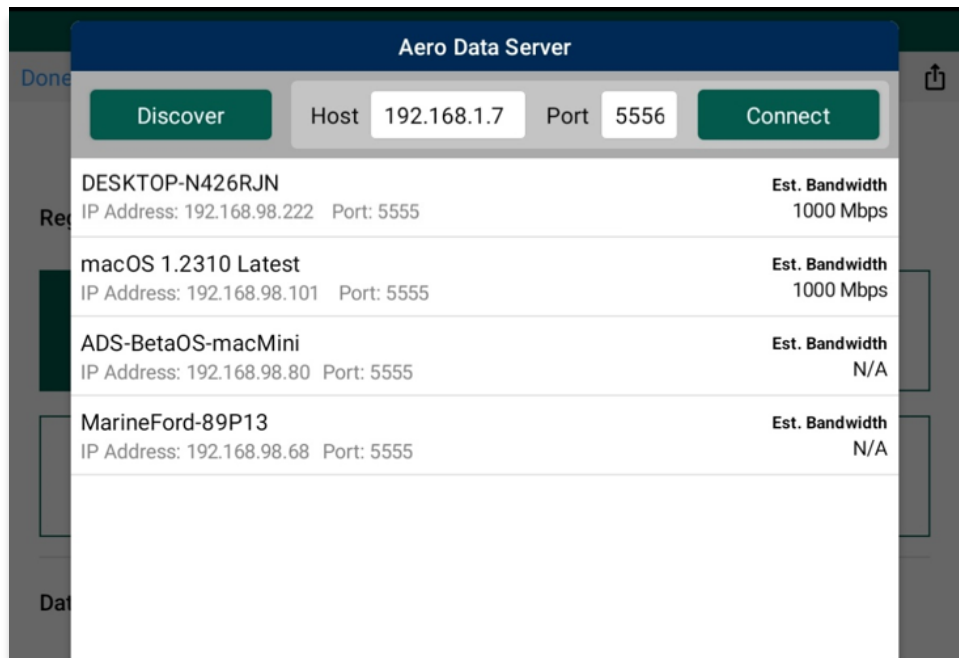 Aero Data Server
Done
Discover Host 192.168.1.7 Port 5556 Connect
DESKTOP-N426RJN Est. Bandwidth
IP Address: 192.168.98.222 Port: 5555 1000 Mbps
macOS 1.2310 Latest Est. Bandwidth
IP Address: 192.168.98.101 Port: 5555 1000 Mbps
ADS-BetaOS-macMini Est. Bandwidth
IP Address: 192.168.98.80 Port: 5555 N/A
MarineFord-89P13 Est. Bandwidth
IP Address: 192.168.98.68 Port: 5555 N/A